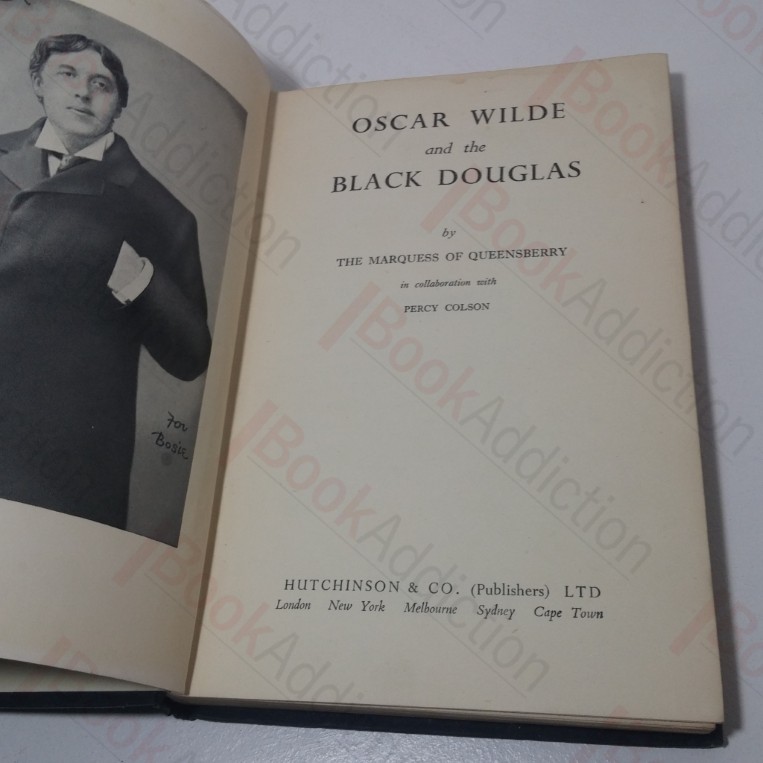 For
Bosie
OSCAR WILDE
and the
BLACK DOUGLAS
by
THE MARQUESS OF QUEENSBERRY
in collaboration with
PERCY COLSON
HUTCHINSON & CO. (Publishers) LTD
London New York Melbourne Sydney Cape Town
BookAddiction